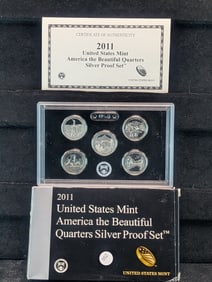 CERTIFICATE OF AUTHENTICITY
2011
United States Mint
America the Beautiful Quarters
Silver Proof Set™
2011
United States Mint
America the Beautiful
Quarters Silver Proof Set™
UNITED STATES MINT